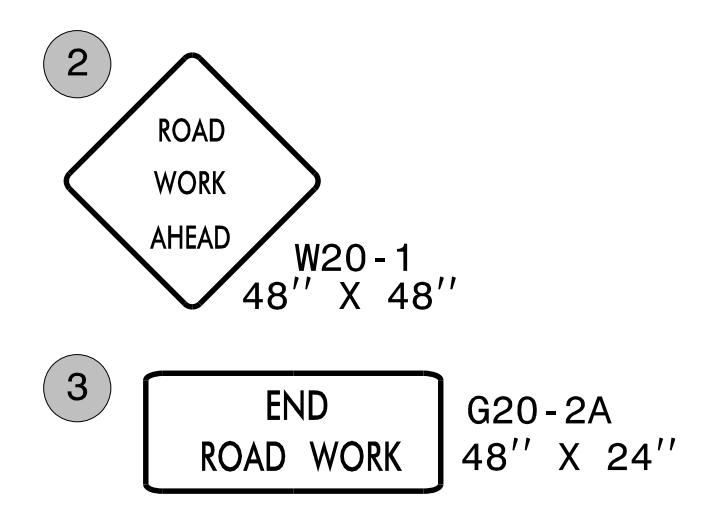 2
ROAD
WORK
AHEAD
W20-1
48'' X 48''
3
END
ROAD WORK
G20-2A
48'' X 24''